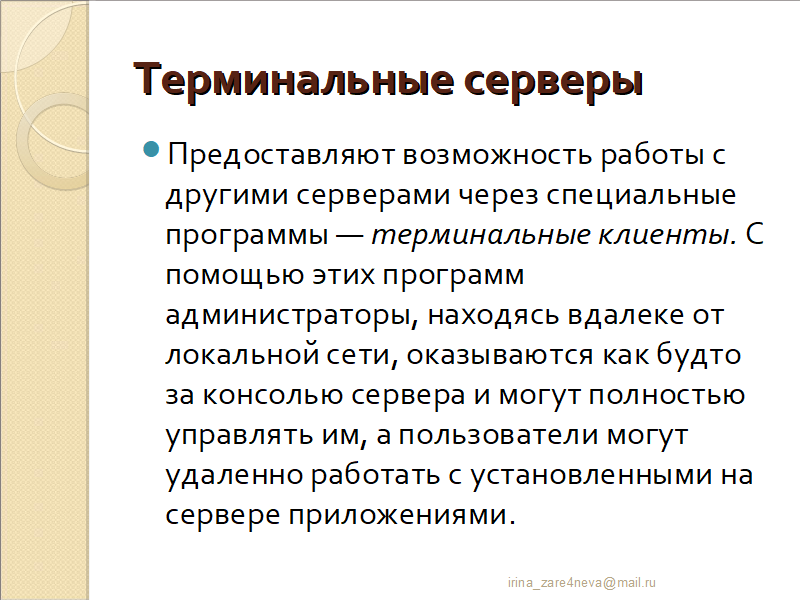 Терминальные серверы
Предоставляют возможность работы с
другими серверами через специальные
программы — терминальные клиенты. С
помощью этих программ
администраторы, находясь вдалеке от
локальной сети, оказываются как будто
за консолью сервера и могут полностью
управлять им, а пользователи могут
удаленно работать с установленными на
сервере приложениями.
irina_zare4neva@mail.ru